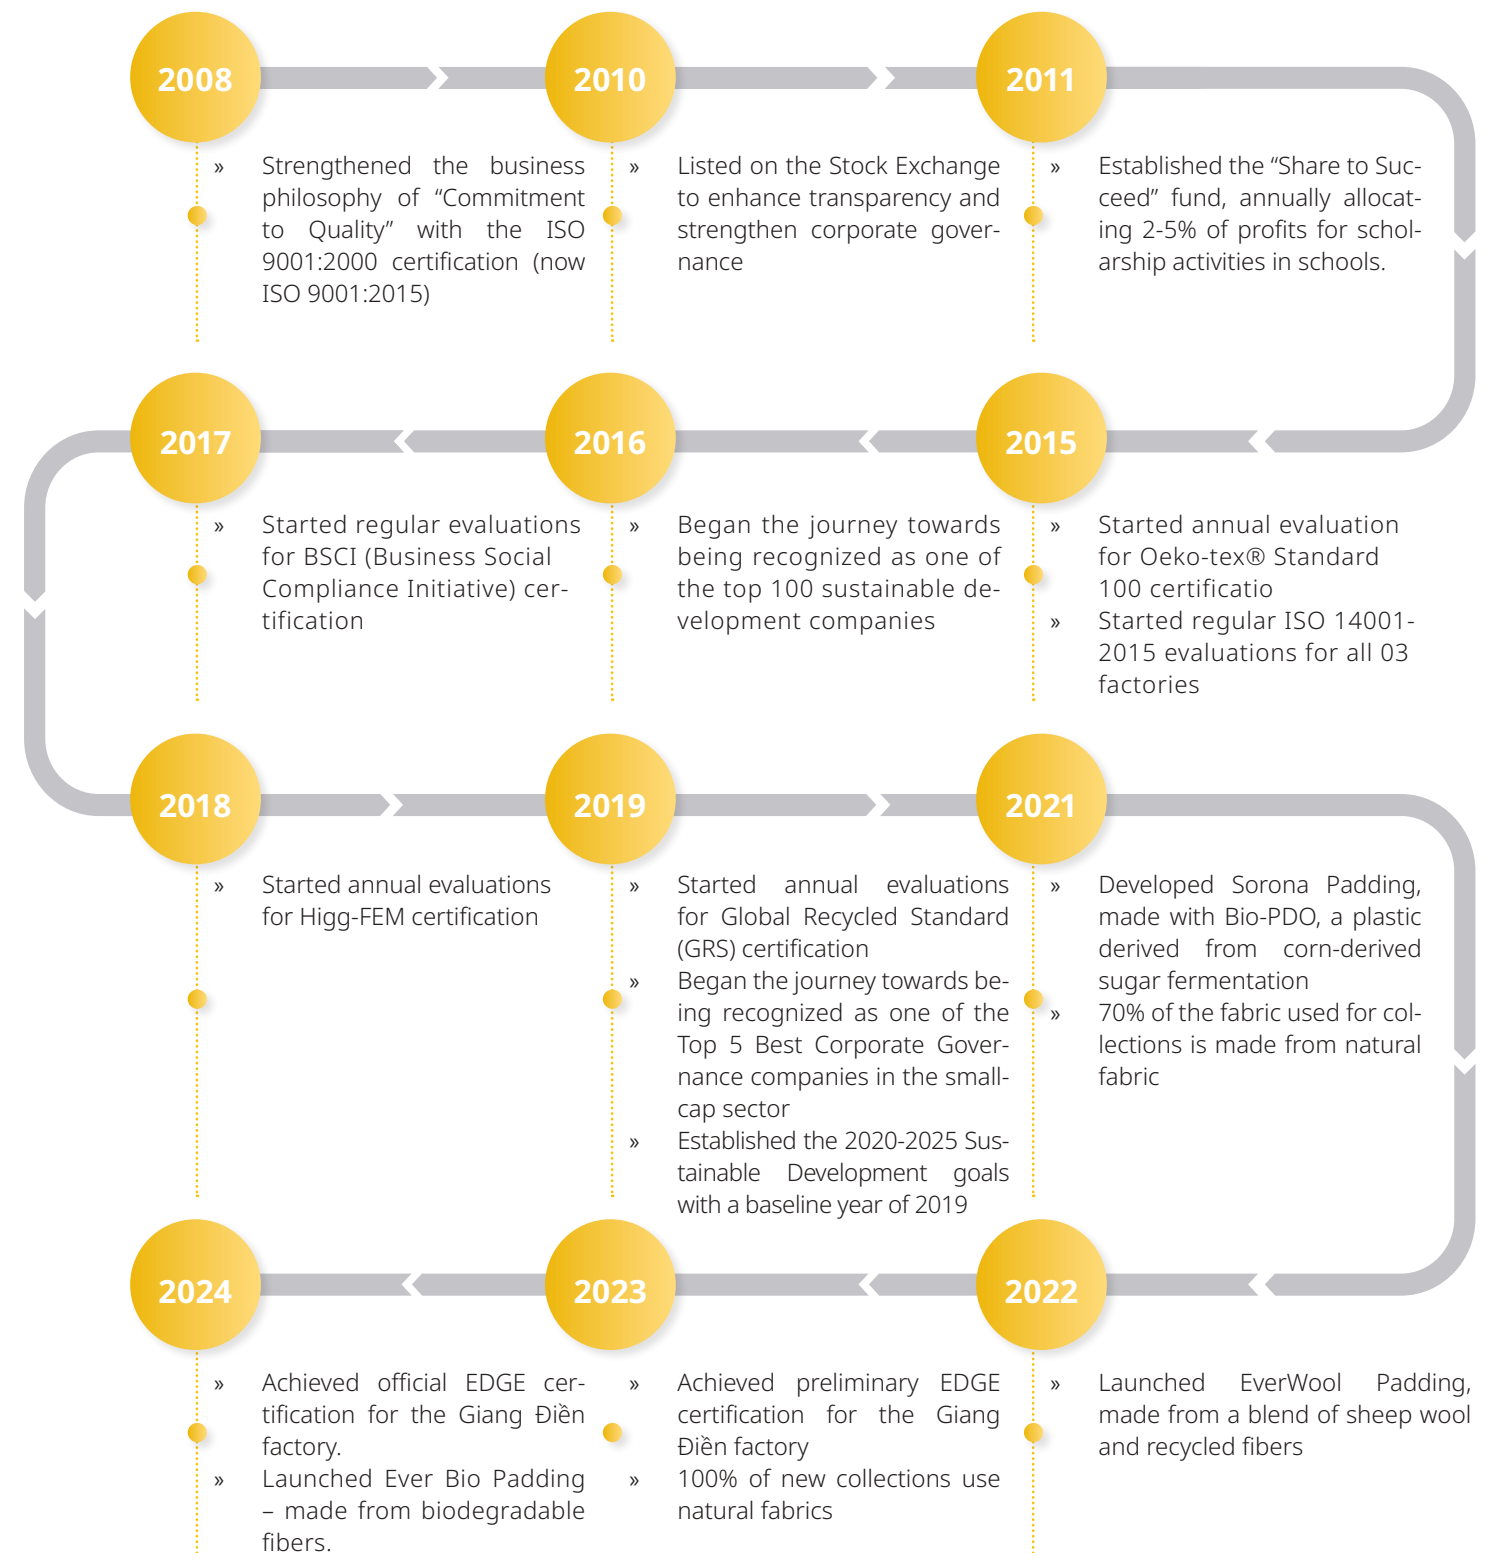 2008
» Strengthened the business
philosophy of “Commitment
to Quality” with the ISO
9001:2000 certification (now
ISO 9001:2015)
2010
» Listed on the Stock Exchange
to enhance transparency and
strengthen corporate gover-
nance
2011
» Established the “Share to Suc-
ceed” fund, annually allocat-
ing 2-5% of profits for schol-
arship activities in schools.
2015
» Started annual evaluation
for Oeko-tex® Standard
100 certificatio
» Started regular ISO 14001-
2015 evaluations for all 03
factories
2016
» Began the journey towards
being recognized as one of
the top 100 sustainable de-
velopment companies
2017
» Started regular evaluations
for BSCI (Business Social
Compliance Initiative) cer-
tification
2018
» Started annual evaluations
for Higg-FEM certification
2019
» Started annual evaluations
for Global Recycled Standard
(GRS) certification
» Began the journey towards be-
ing recognized as one of the
Top 5 Best Corporate Gover-
nance companies in the small-
cap sector
» Established the 2020-2025 Sus-
tainable Development goals
with a baseline year of 2019
2021
» Developed Sorona Padding,
made with Bio-PDO, a plastic
derived from corn-derived
sugar fermentation
» 70% of the fabric used for col-
lections is made from natural
fabric
2022
» Launched EverWool Padding,
made from a blend of sheep wool
and recycled fibers
2023
» Achieved preliminary EDGE
certification for the Giang
Điền factory
» 100% of new collections use
natural fabrics
2024
» Achieved official EDGE cer-
tification for the Giang Điền
factory.
» Launched Ever Bio Padding
– made from biodegradable
fibers.